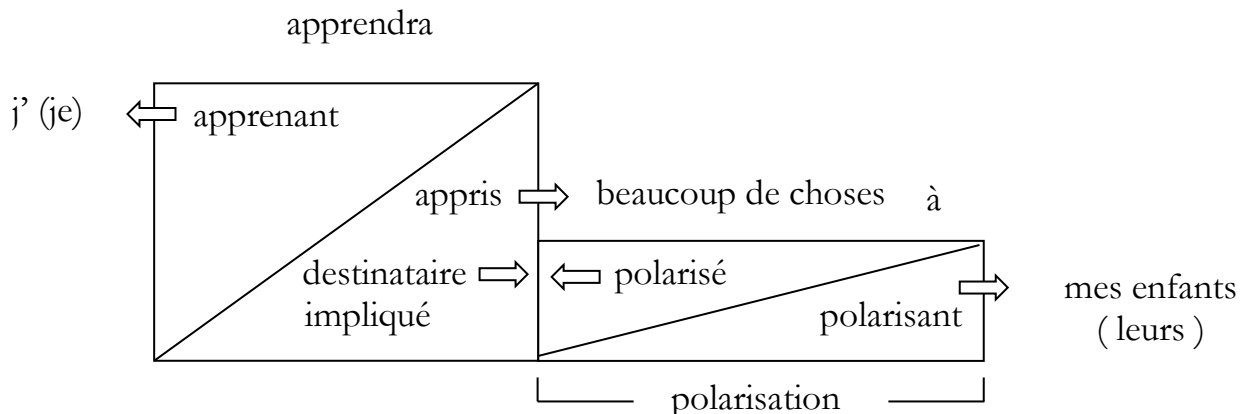 apprendra
j’ (je)
apprenant
appris
beaucoup de choses
à
destinataire
impliqué
polarisé
polarisant
mes enfants
( leurs )
polarisation